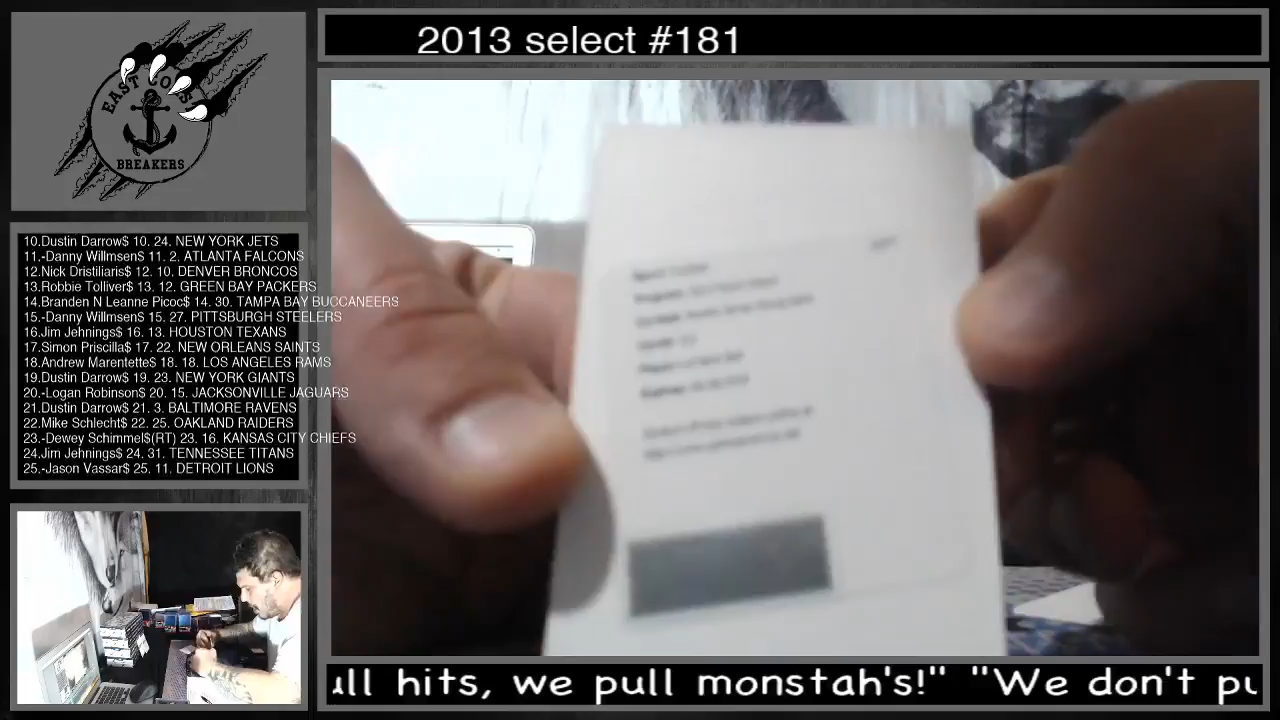 2013 select #181
EAST COAST
BREAKERS
10.Dustin Darrow$ 10. 24. NEW YORK JETS
11.-Danny Willmsen$ 11. 2. ATLANTA FALCONS
12.Nick Dristiliaris$ 12. 10. DENVER BRONCOS
13.Robbie Tolliver$ 13. 12. GREEN BAY PACKERS
14.Branden N Leanne Picoc$ 14. 30. TAMPA BAY BUCCANEERS
15.-Danny Willmsen$ 15. 27. PITTSBURGH STEELERS
16.Jim Jehnings$ 16. 13. HOUSTON TEXANS
17.Simon Priscilla$ 17. 22. NEW ORLEANS SAINTS
18.Andrew Marentette$ 18. 18. LOS ANGELES RAMS
19.Dustin Darrow$ 19. 23. NEW YORK GIANTS
20.-Logan Robinson$ 20. 15. JACKSONVILLE JAGUARS
21.Dustin Darrow$ 21. 3. BALTIMORE RAVENS
22.Mike Schlecht$ 22. 25. OAKLAND RAIDERS
23.-Dewey Schimmel$(RT) 23. 16. KANSAS CITY CHIEFS
24.Jim Jehnings$ 24. 31. TENNESSEE TITANS
25.-Jason Vassar$ 25. 11. DETROIT LIONS
all hits, we pull monstah's!" "We don't pu